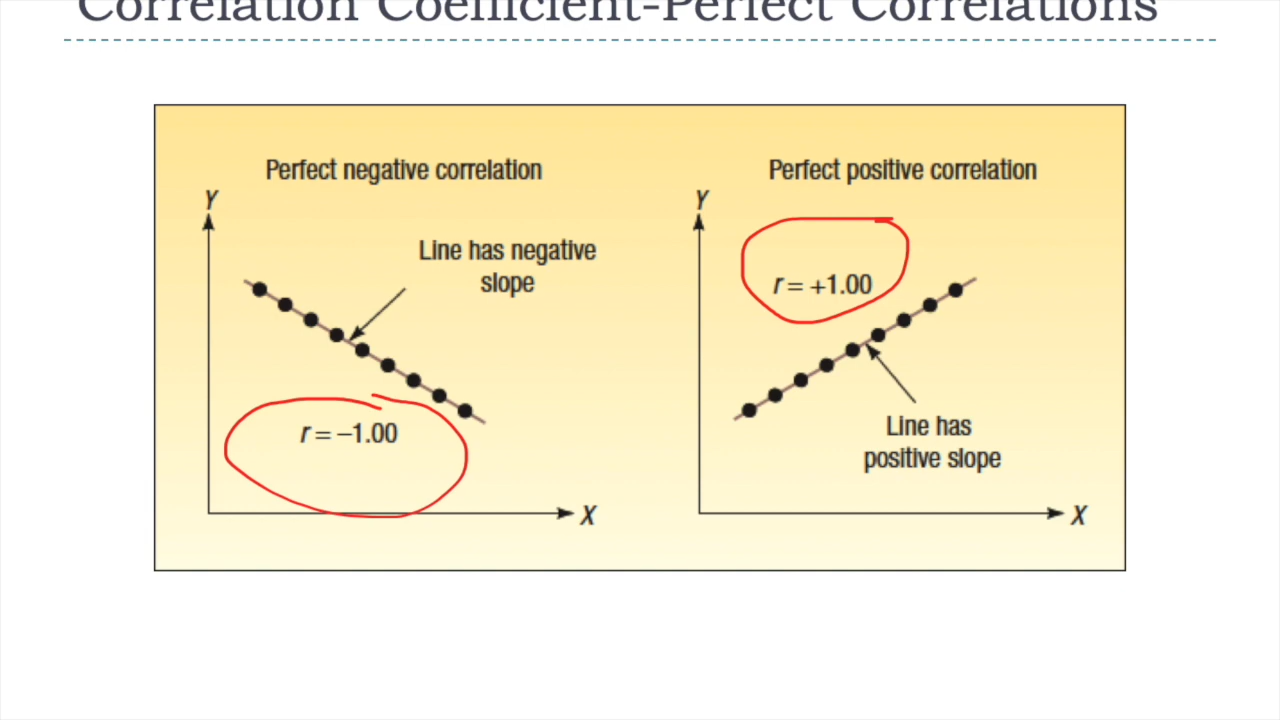 Correlation Coefficient-Perfect Correlations
Perfect negative correlation
Y
Line has negative
slope
r = –1.00
X
Perfect positive correlation
Y
r = +1.00
Line has
positive slope
X